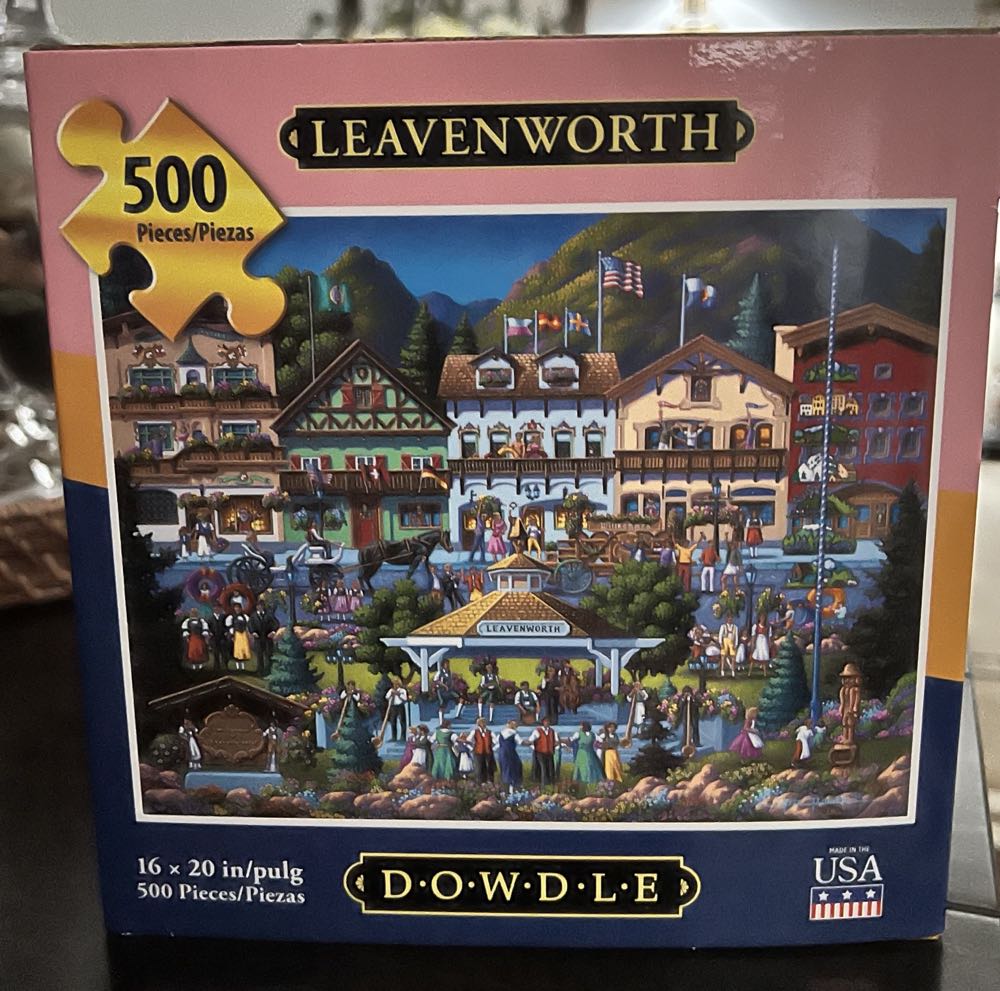 LEAVENWORTH
500
Pieces/Piezas
LEAVENWORTH
16 × 20 in/pulg
500 Pieces/Piezas
D·O·W·D·L·E
MADE IN THE
USA